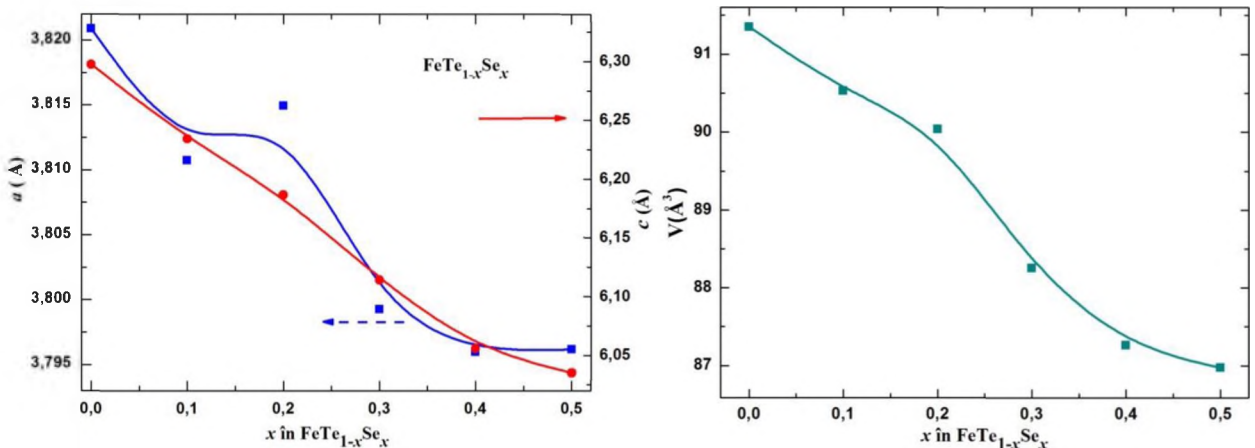 3,820
3,815
3,810
3,805
3,800
3,795
a ( Å)
0,0 0,1 0,2 0,3 0,4 0,5
x în FeTe1-xSex
FeTe1-xSex
6,30
6,25
6,20
6,15
6,10
6,05
c (Å)
91
90
89
88
87
V(Å3)
0,0 0,1 0,2 0,3 0,4 0,5
x în FeTe1-xSex